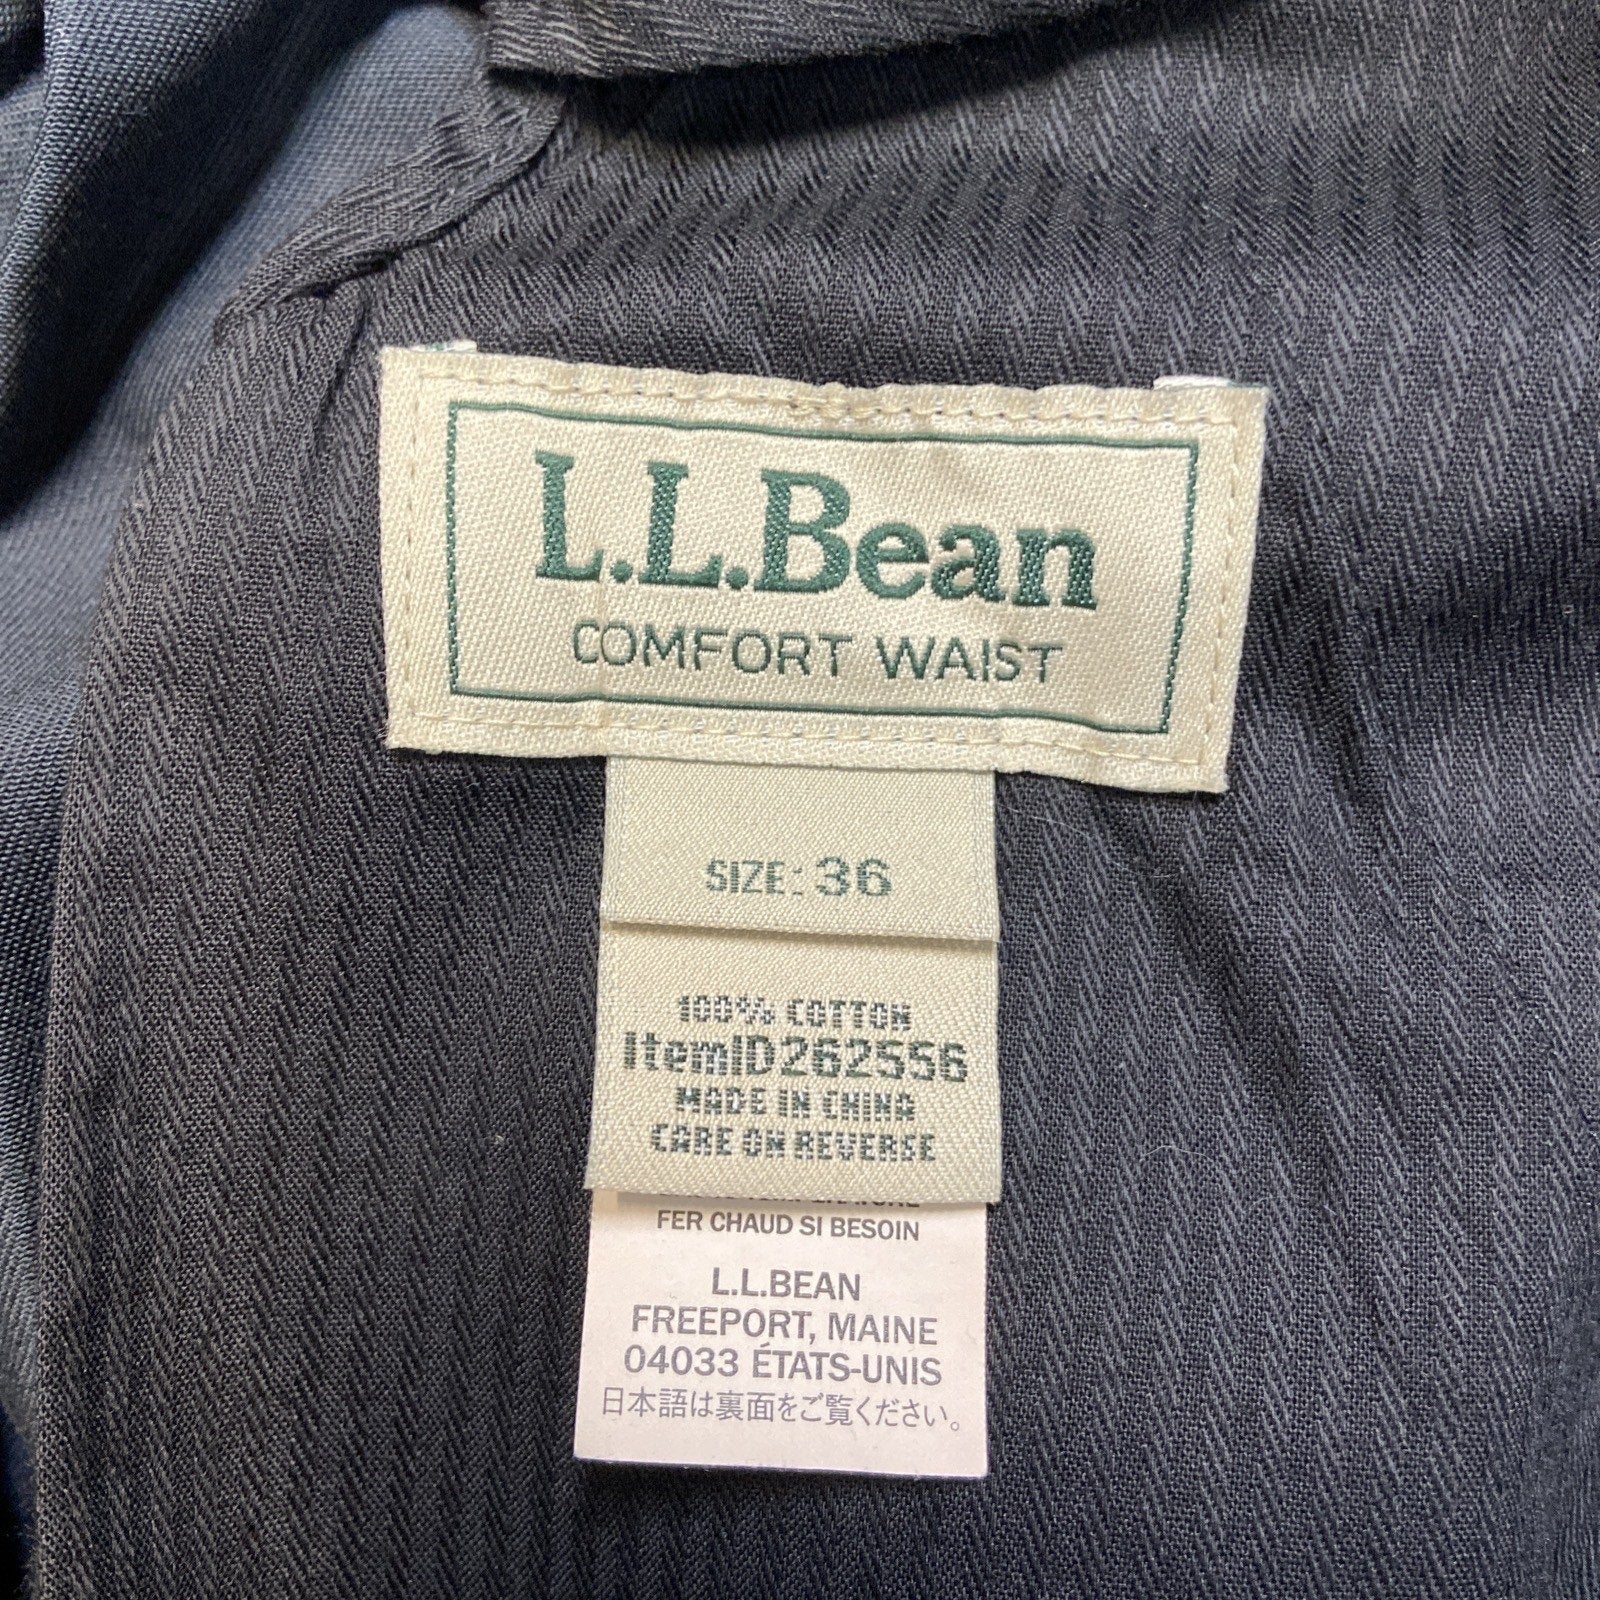 L.L.Bean
COMFORT WAIST
SIZE: 36
100% COTTON
ItemID262556
MADE IN CHINA
CARE ON REVERSE
FER CHAUD SI BESOIN
L.L.BEAN
FREEPORT, MAINE
04033 ÉTATS-UNIS
日本語は裏面をご覧ください。